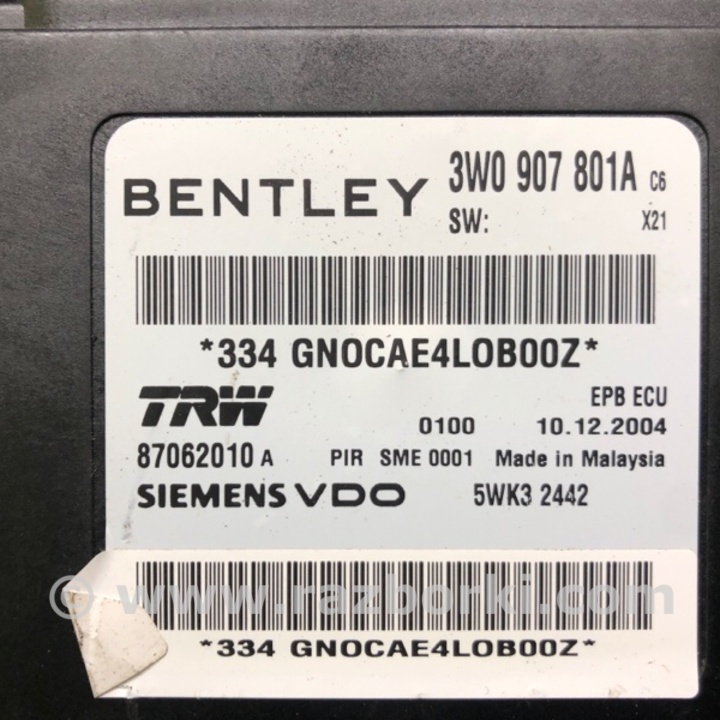 BENTLEY 3W0 907 801A C6
SW: X21
*334 GNOCAE4LOB00Z*
TRW EPB ECU
0100 10.12.2004
87062010 A PIR SME 0001 Made in Malaysia
SIEMENS VDO 5WK3 2442
© www.razborki.com
*334 GNOCAE4LOB00Z*